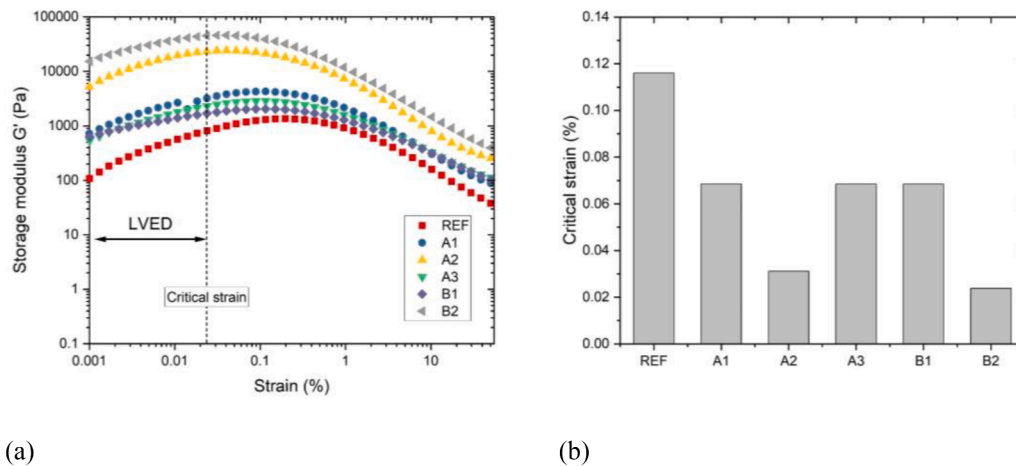 100000
10000
1000
100
10
1
0.1
Storage modulus G' (Pa)
LVED
Critical strain
REF
A1
A2
A3
B1
B2
0.001
0.01
0.1
1
10
Strain (%)
(a)
0.14
0.12
0.10
0.08
0.06
0.04
0.02
0.00
Critical strain (%)
REF
A1
A2
A3
B1
B2
(b)